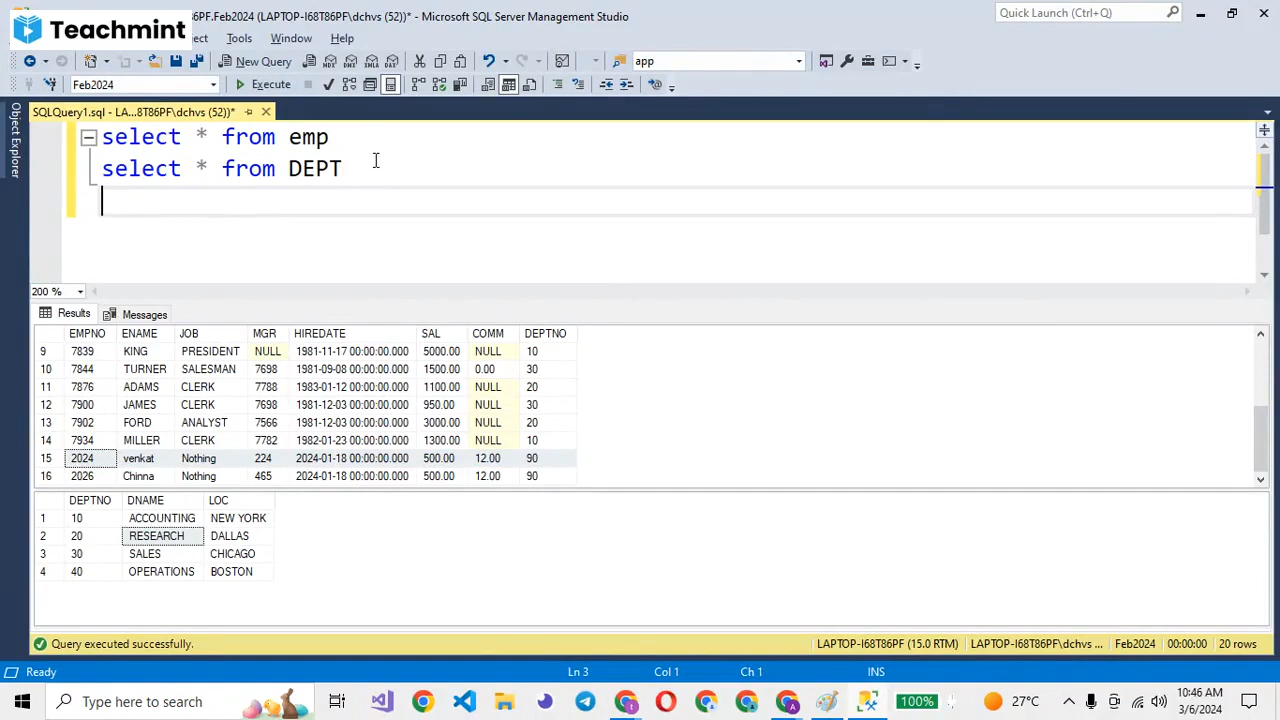 Teachmint
PF.Feb2024 (LAPTOP-I68T86PF\dchvs (52))* - Microsoft SQL Server Management Studio
Quick Launch (Ctrl+Q)
ect Tools Window Help
New Query
app
Feb2024
Execute
SQLQuery1.sql - LA...8T86PF\dchvs (52))*
Object Explorer
select * from emp
select * from DEPT
200 %
Results Messages
EMPNO ENAME JOB MGR HIREDATE SAL COMM DEPTNO
9 7839 KING PRESIDENT NULL 1981-11-17 00:00:00.000 5000.00 NULL 10
10 7844 TURNER SALESMAN 7698 1981-09-08 00:00:00.000 1500.00 0.00 30
11 7876 ADAMS CLERK 7788 1983-01-12 00:00:00.000 1100.00 NULL 20
12 7900 JAMES CLERK 7698 1981-12-03 00:00:00.000 950.00 NULL 30
13 7902 FORD ANALYST 7566 1981-12-03 00:00:00.000 3000.00 NULL 20
14 7934 MILLER CLERK 7782 1982-01-23 00:00:00.000 1300.00 NULL 10
15 2024 venkat Nothing 224 2024-01-18 00:00:00.000 500.00 12.00 90
16 2026 Chinna Nothing 465 2024-01-18 00:00:00.000 500.00 12.00 90
DEPTNO DNAME LOC
1 10 ACCOUNTING NEW YORK
2 20 RESEARCH DALLAS
3 30 SALES CHICAGO
4 40 OPERATIONS BOSTON
Query executed successfully.
LAPTOP-I68T86PF (15.0 RTM) LAPTOP-I68T86PF\dchvs ... Feb2024 00:00:00 20 rows
Ready Ln 3 Col 1 Ch 1 INS
Type here to search
100%
27°C
10:46 AM
3/6/2024